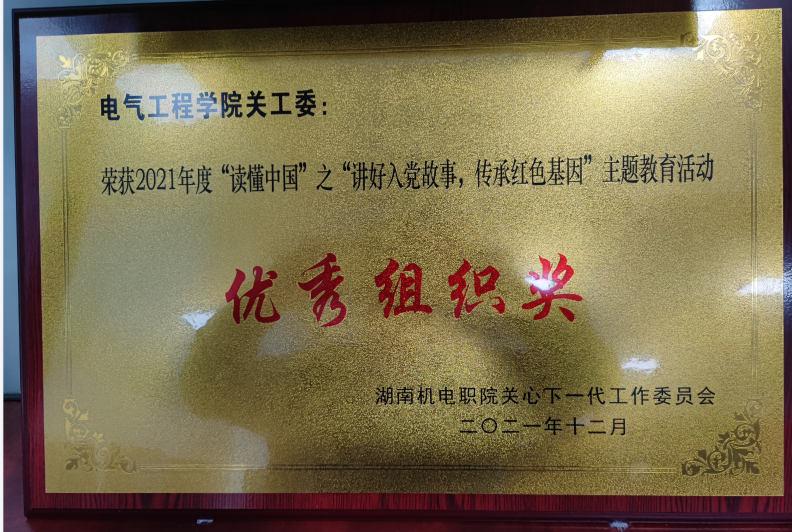 电气工程学院关工委：
荣获2021年度“读懂中国”之“讲好入党故事，传承红色基因”主题教育活动
优秀组织奖
湖南机电职院关心下一代工作委员会
二〇二一年十二月